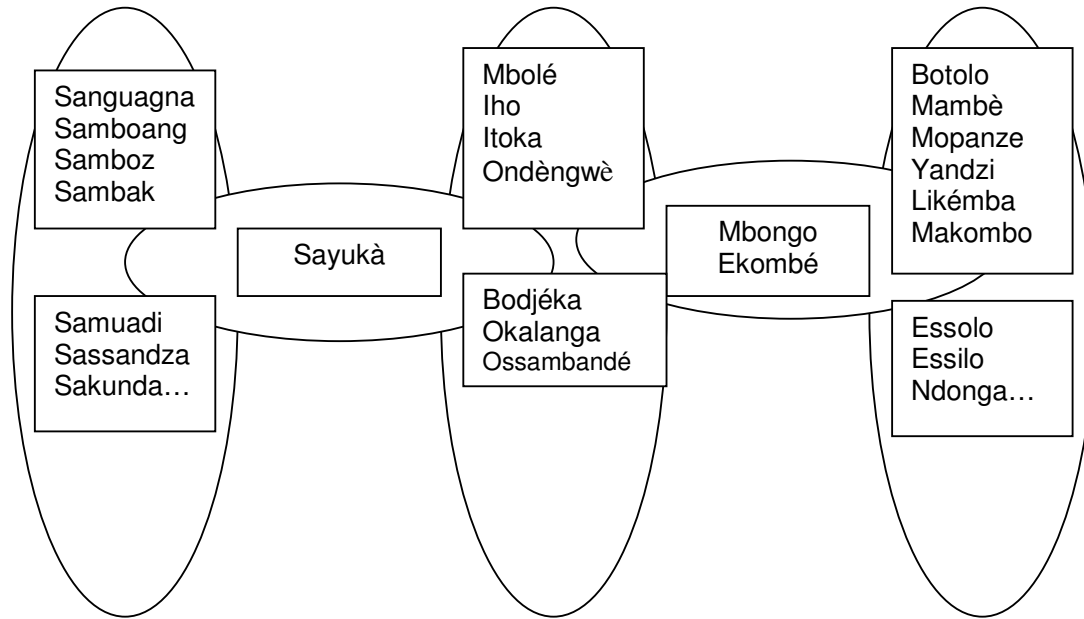 Sanguagna
Samboang
Samboz
Sambak
Samuadi
Sassandza
Sakunda…
Sayukà
Mbolé
Iho
Itoka
Ondèngwè
Bodjéka
Okalanga
Ossambandé
Mbongo
Ekombé
Botolo
Mambè
Mopanze
Yandzi
Likémba
Makombo
Essolo
Essilo
Ndonga…